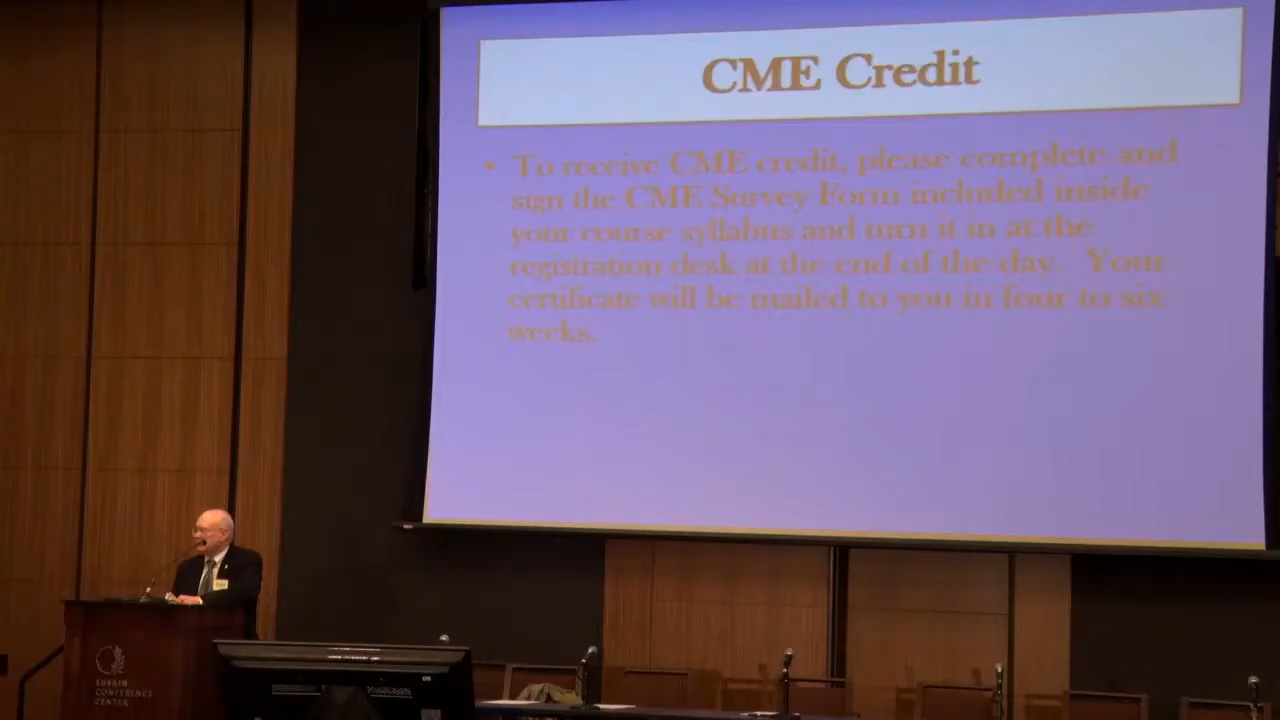 CME Credit
• To receive CME credit, please complete and
sign the CME Survey Form included inside
your course syllabus and turn it in at the
registration desk at the end of the day. Your
certificate will be mailed to you in four to six
weeks.
LUBKIN
CONFERENCE
CENTER